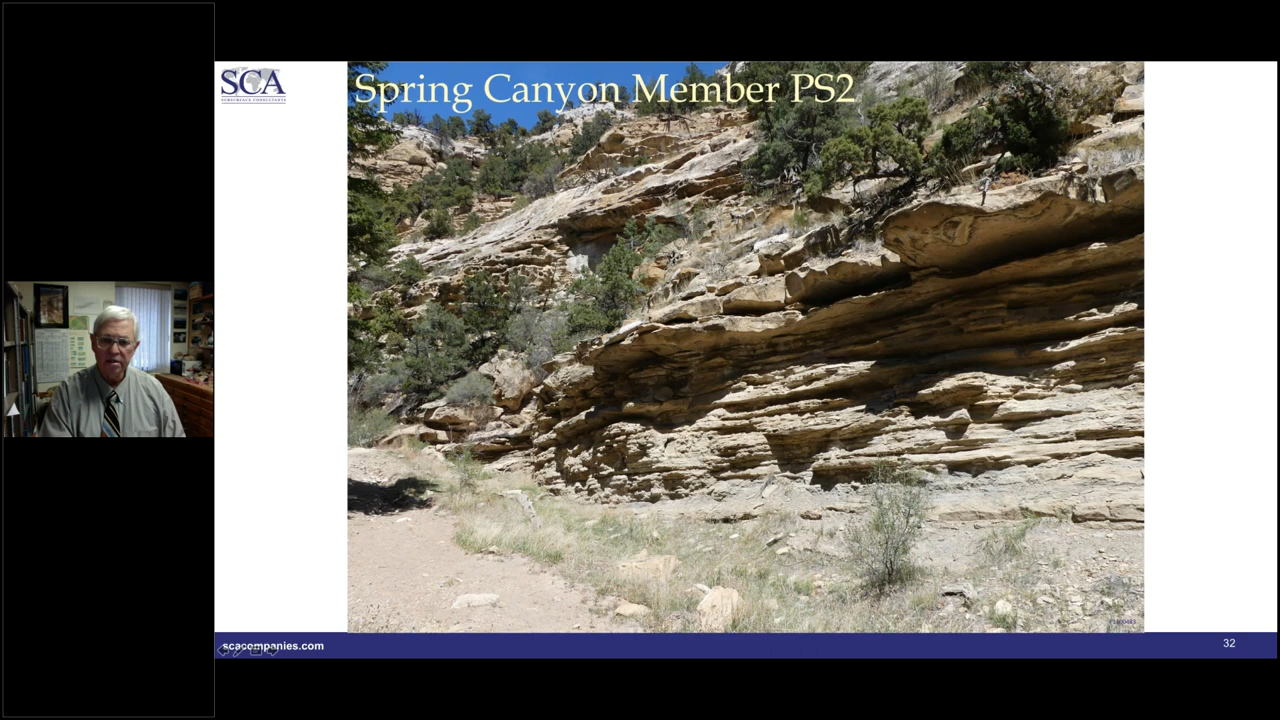 SCA
SUBSURFACE CONSULTANTS
Spring Canyon Member PS2
scacompanies.com
32